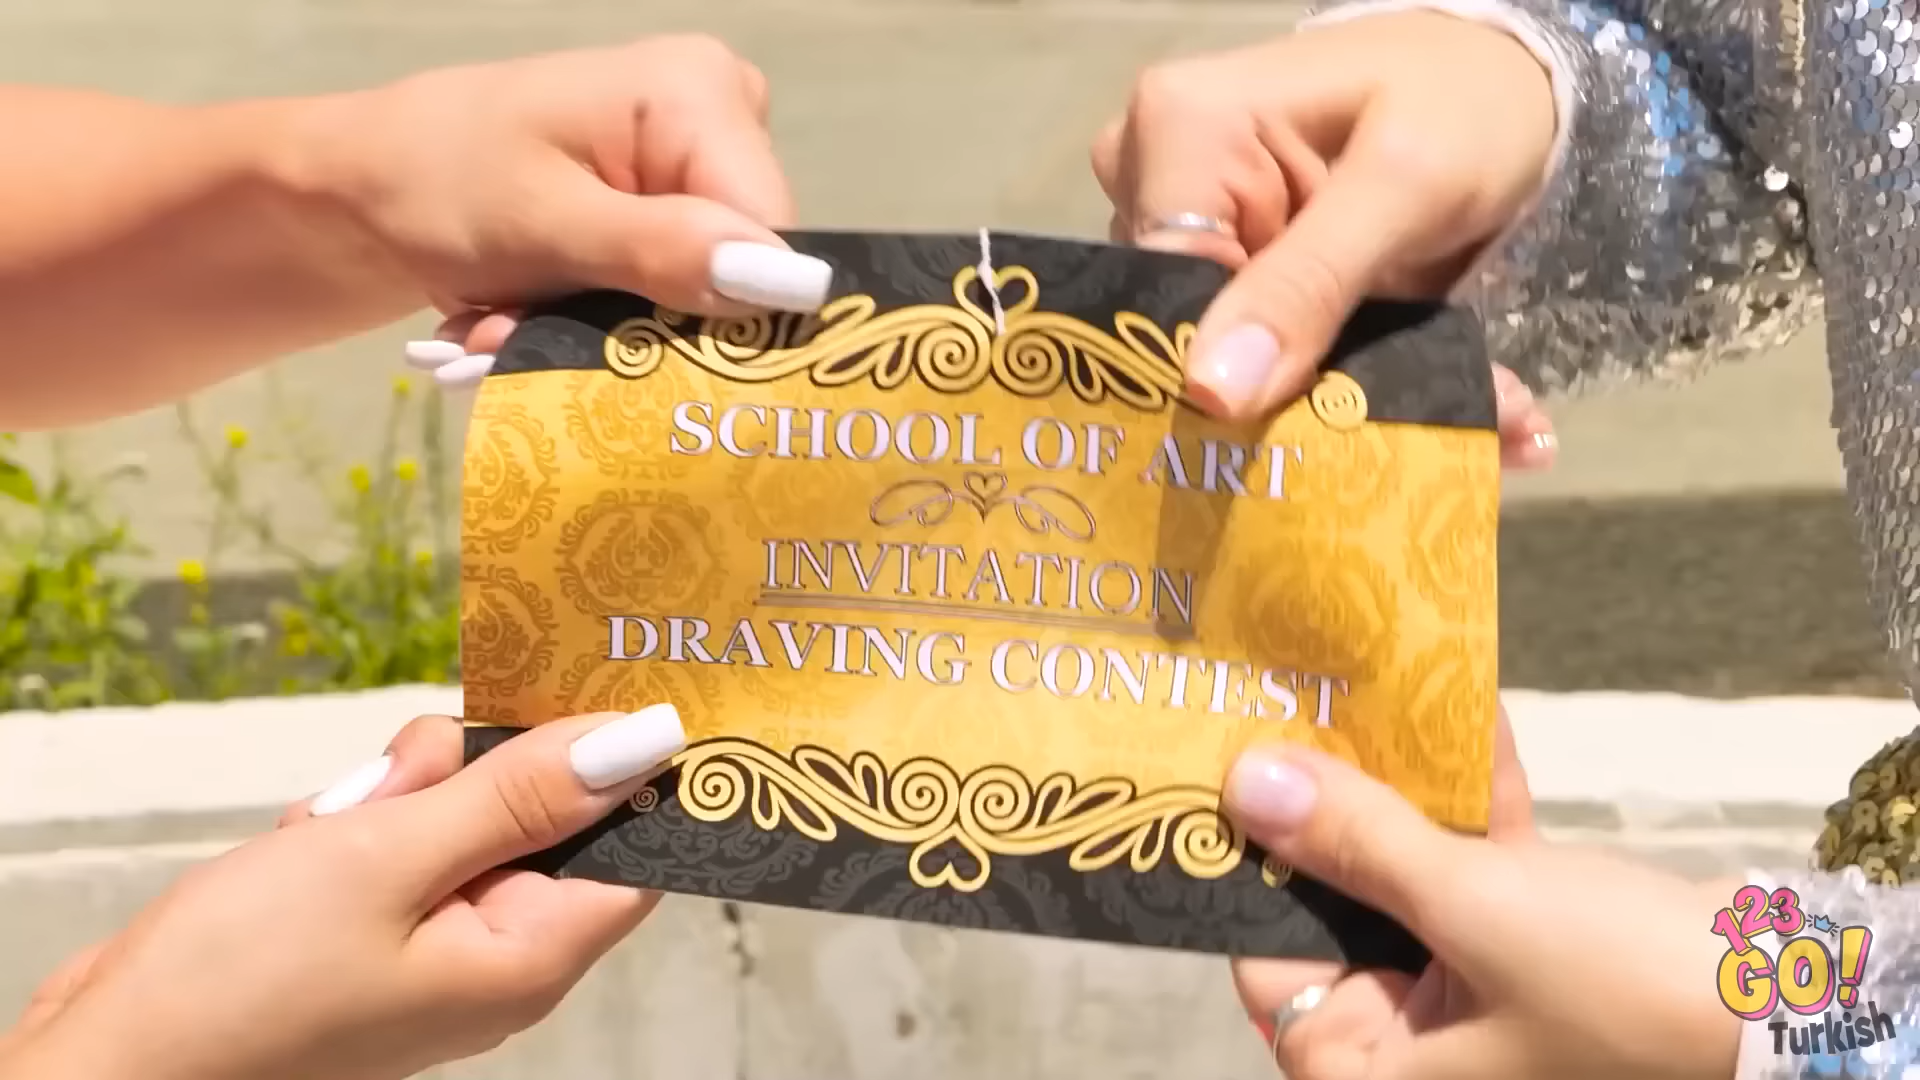 SCHOOL OF ART
INVITATION
DRAVING CONTEST
123
GO!
Turkish